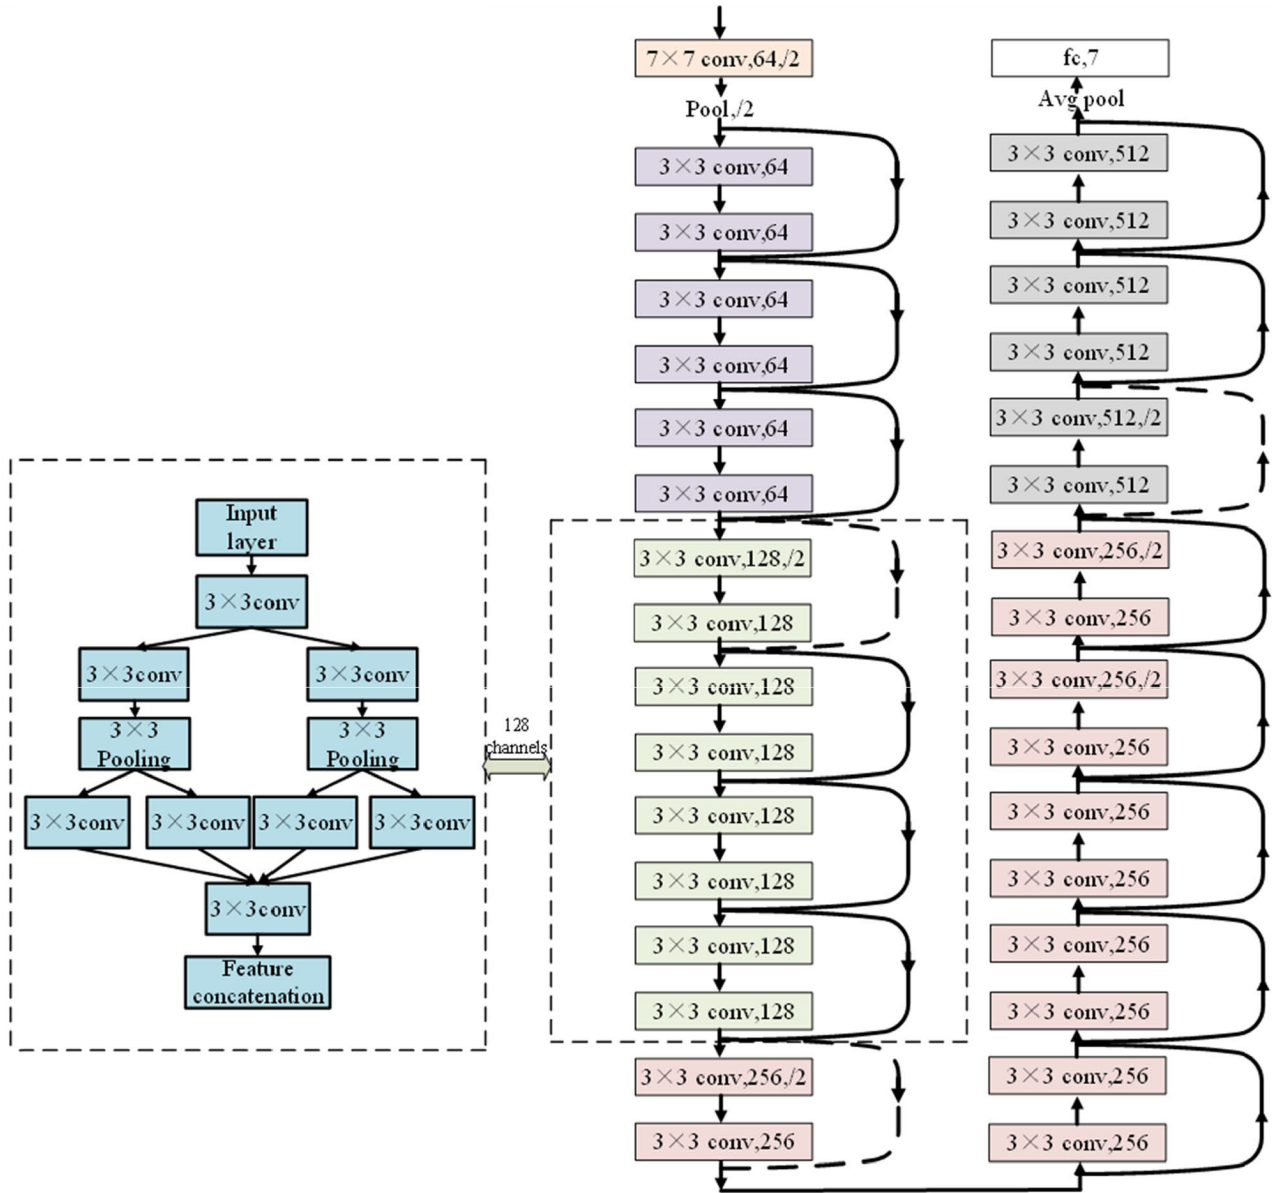 Input
layer
3×3conv
3×3conv
3×3conv
3×3
Pooling
3×3
Pooling
3×3conv
3×3conv
3×3conv
3×3conv
3×3conv
Feature
concatenation
128
channels
7×7 conv,64,/2
Pool,/2
3×3 conv,64
3×3 conv,64
3×3 conv,64
3×3 conv,64
3×3 conv,64
3×3 conv,64
3×3 conv,128,/2
3×3 conv,128
3×3 conv,128
3×3 conv,128
3×3 conv,128
3×3 conv,128
3×3 conv,128
3×3 conv,128
3×3 conv,256,/2
3×3 conv,256
fc,7
Avg pool
3×3 conv,512
3×3 conv,512
3×3 conv,512
3×3 conv,512
3×3 conv,512,/2
3×3 conv,512
3×3 conv,256,/2
3×3 conv,256
3×3 conv,256,/2
3×3 conv,256
3×3 conv,256
3×3 conv,256
3×3 conv,256
3×3 conv,256
3×3 conv,256
3×3 conv,256